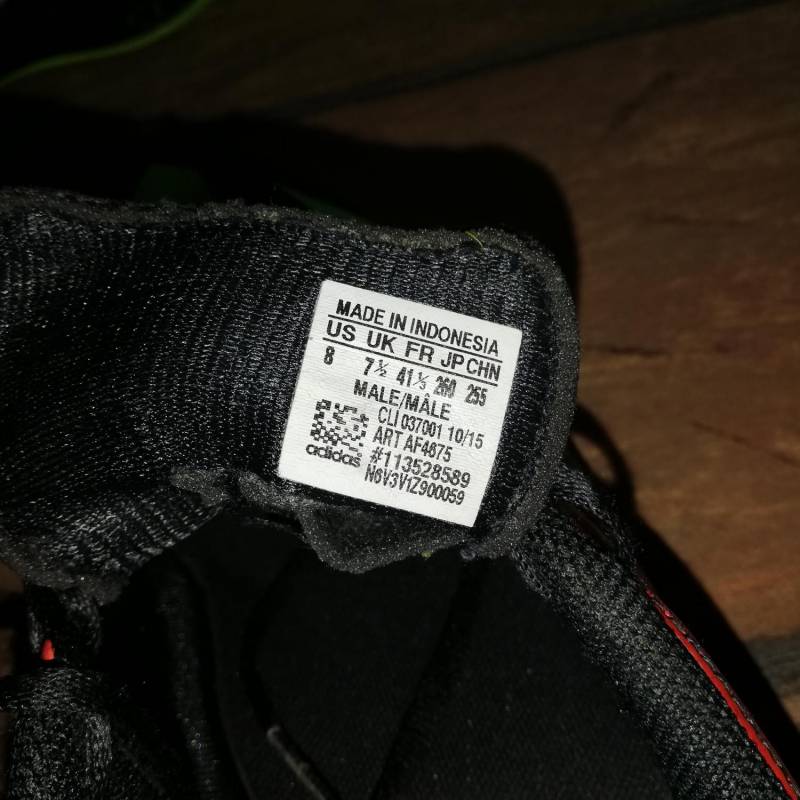 MADE IN INDONESIA
US UK FR JP CHN
8 7½ 41⅓ 260 255
MALE/MÂLE
CLI 037001 10/15
ART AF4675
#113528589
adidas N6V3V1Z900059